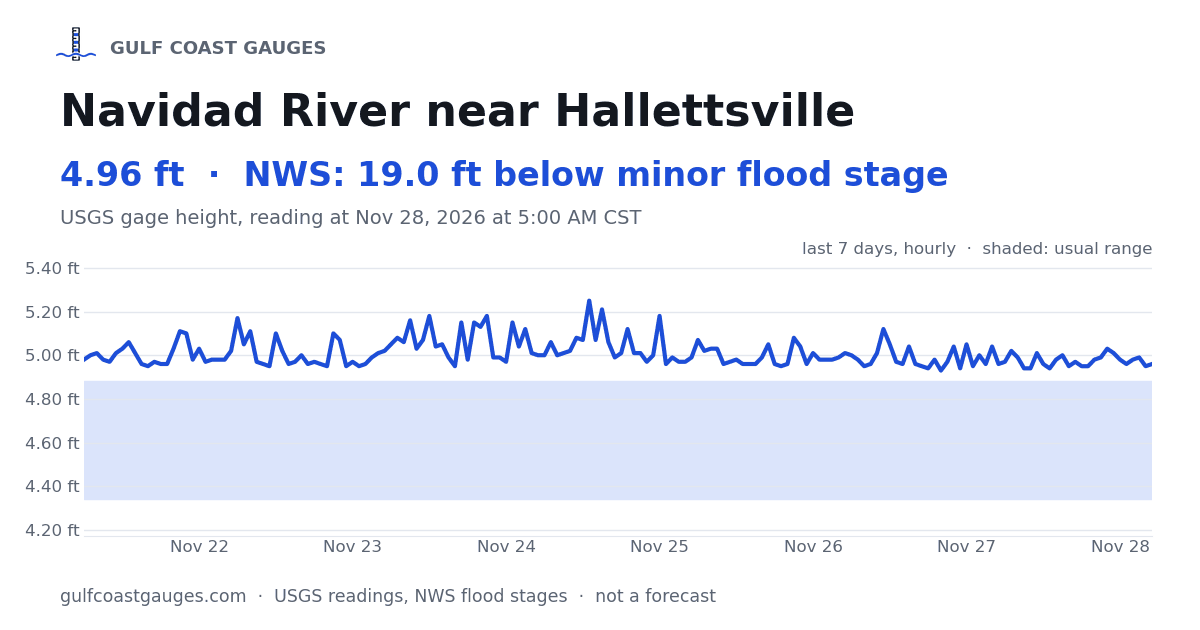 GULF COAST GAUGES
Navidad River near Hallettsville
4.96 ft · NWS: 19.0 ft below minor flood stage
USGS gage height, reading at Nov 28, 2026 at 5:00 AM CST
last 7 days, hourly · shaded: usual range
5.40 ft
5.20 ft
5.00 ft
4.80 ft
4.60 ft
4.40 ft
4.20 ft
Nov 22 Nov 23 Nov 24 Nov 25 Nov 26 Nov 27 Nov 28
gulfcoastgauges.com · USGS readings, NWS flood stages · not a forecast